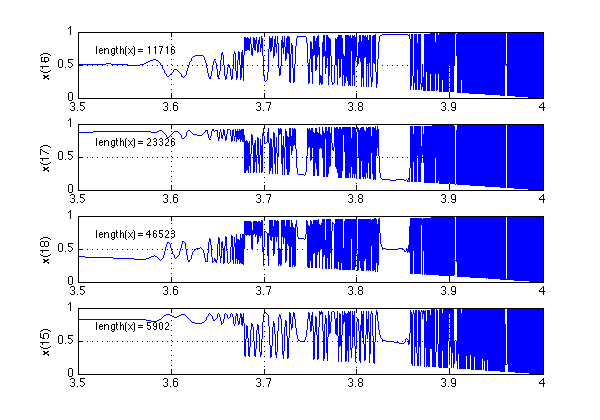 1
length(x) = 11716
x(16)
0.5
0
3.5 3.6 3.7 3.8 3.9 4
1
length(x) = 23326
x(17)
0.5
0
3.5 3.6 3.7 3.8 3.9 4
1
length(x) = 46523
x(18)
0.5
0
3.5 3.6 3.7 3.8 3.9 4
1
length(x) = 5902
x(15)
0.5
0
3.5 3.6 3.7 3.8 3.9 4